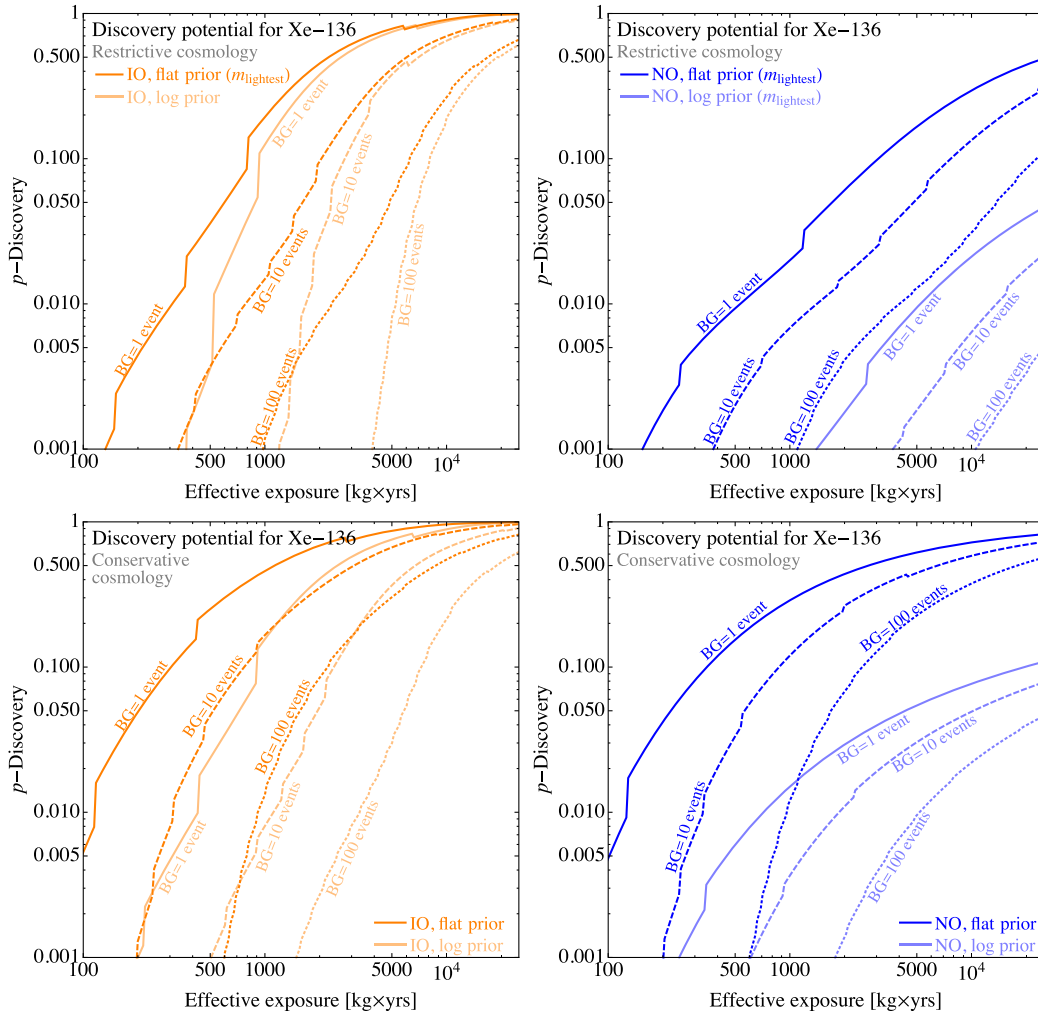 Discovery potential for Xe−136
Restrictive cosmology
IO, flat prior (mlightest)
IO, log prior
BG=1 event
BG=1 event
BG=10 events
BG=10 events
BG=100 events
BG=100 events
1
0.500
0.100
0.050
0.010
0.005
0.001
p−Discovery
100 500 1000 5000 10⁴
Effective exposure [kg×yrs]
Discovery potential for Xe−136
Restrictive cosmology
NO, flat prior (mlightest)
NO, log prior (mlightest)
BG=1 event
BG=10 events
BG=100 events
BG=1 event
BG=10 events
BG=100 events
1
0.500
0.100
0.050
0.010
0.005
0.001
p−Discovery
100 500 1000 5000 10⁴
Effective exposure [kg×yrs]
Discovery potential for Xe−136
Conservative
cosmology
BG=1 event
BG=10 events
BG=100 events
BG=1 event
BG=10 events
BG=100 events
IO, flat prior
IO, log prior
1
0.500
0.100
0.050
0.010
0.005
0.001
p−Discovery
100 500 1000 5000 10⁴
Effective exposure [kg×yrs]
Discovery potential for Xe−136
Conservative cosmology
BG=1 event
BG=10 events
BG=100 events
BG=1 event
BG=10 events
BG=100 events
NO, flat prior
NO, log prior
1
0.500
0.100
0.050
0.010
0.005
0.001
p−Discovery
100 500 1000 5000 10⁴
Effective exposure [kg×yrs]